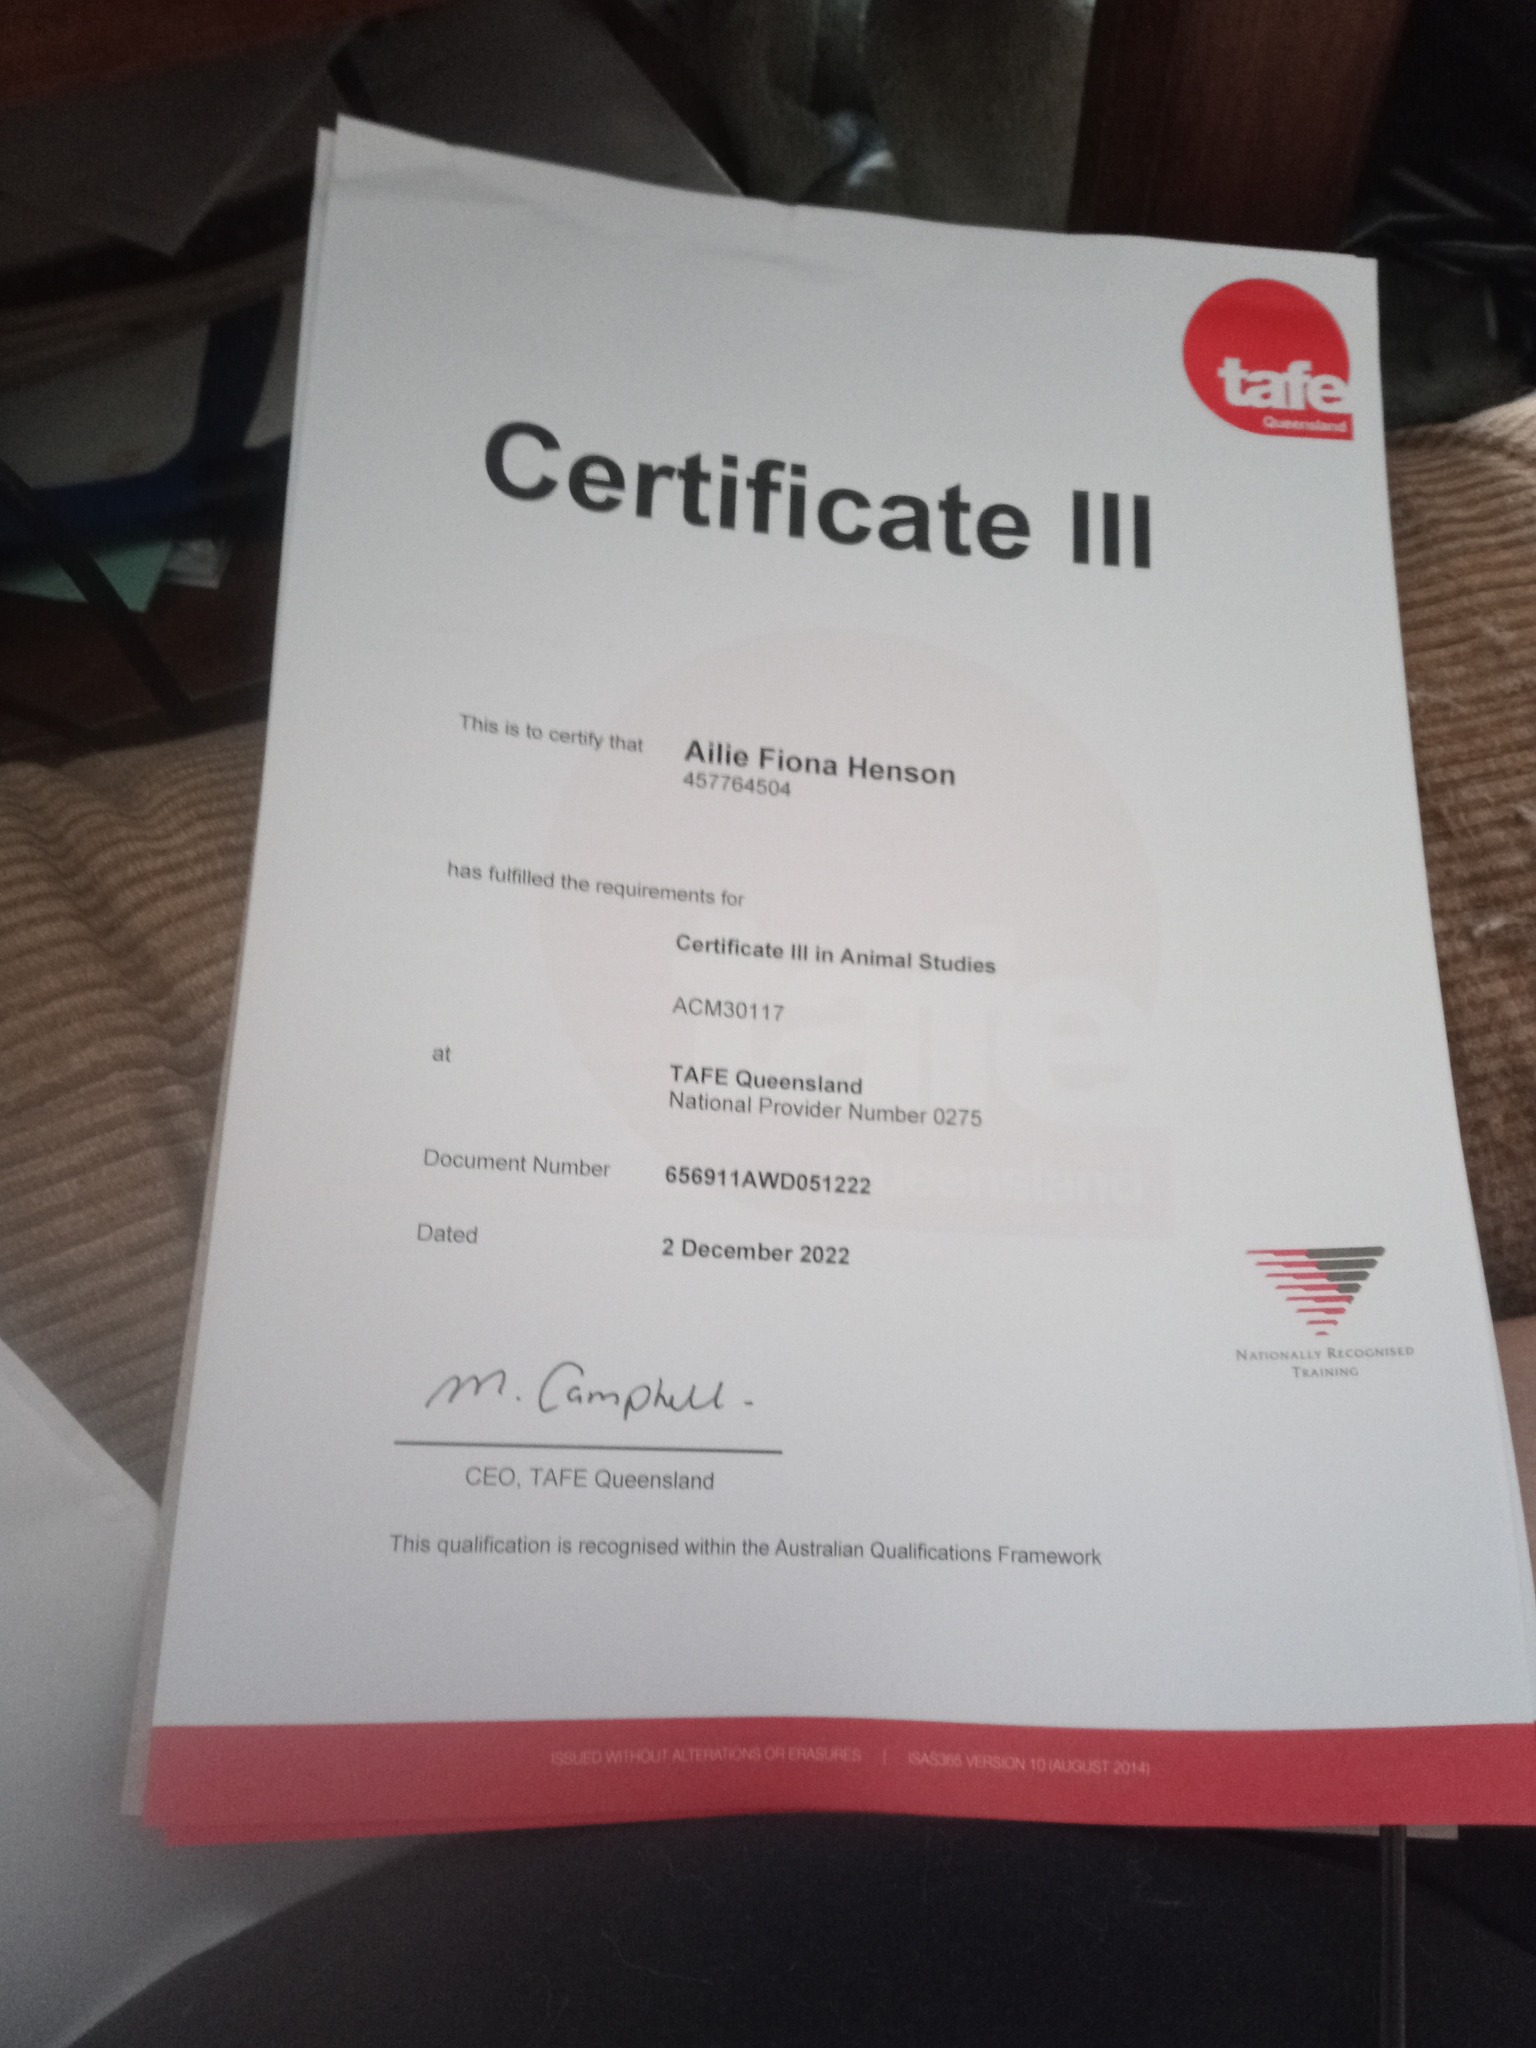 tafe
Queensland
Certificate III
This is to certify that Ailie Fiona Henson
457764504
has fulfilled the requirements for
Certificate III in Animal Studies
ACM30117
at TAFE Queensland
National Provider Number 0275
Document Number 656911AWD051222
Dated 2 December 2022
NATIONALLY RECOGNISED
TRAINING
M. Campbell
CEO, TAFE Queensland
This qualification is recognised within the Australian Qualifications Framework
ISSUED WITHOUT ALTERATIONS OR ERASURES | ISAS365 VERSION 10 (AUGUST 2014)